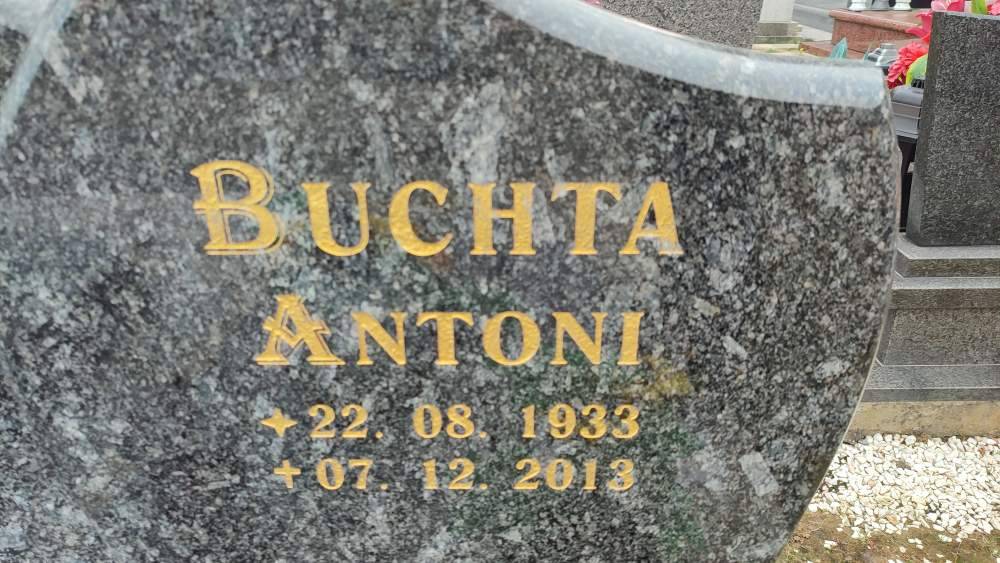 BUCHTA
ANTONI
✦ 22. 08. 1933
+ 07. 12. 2013